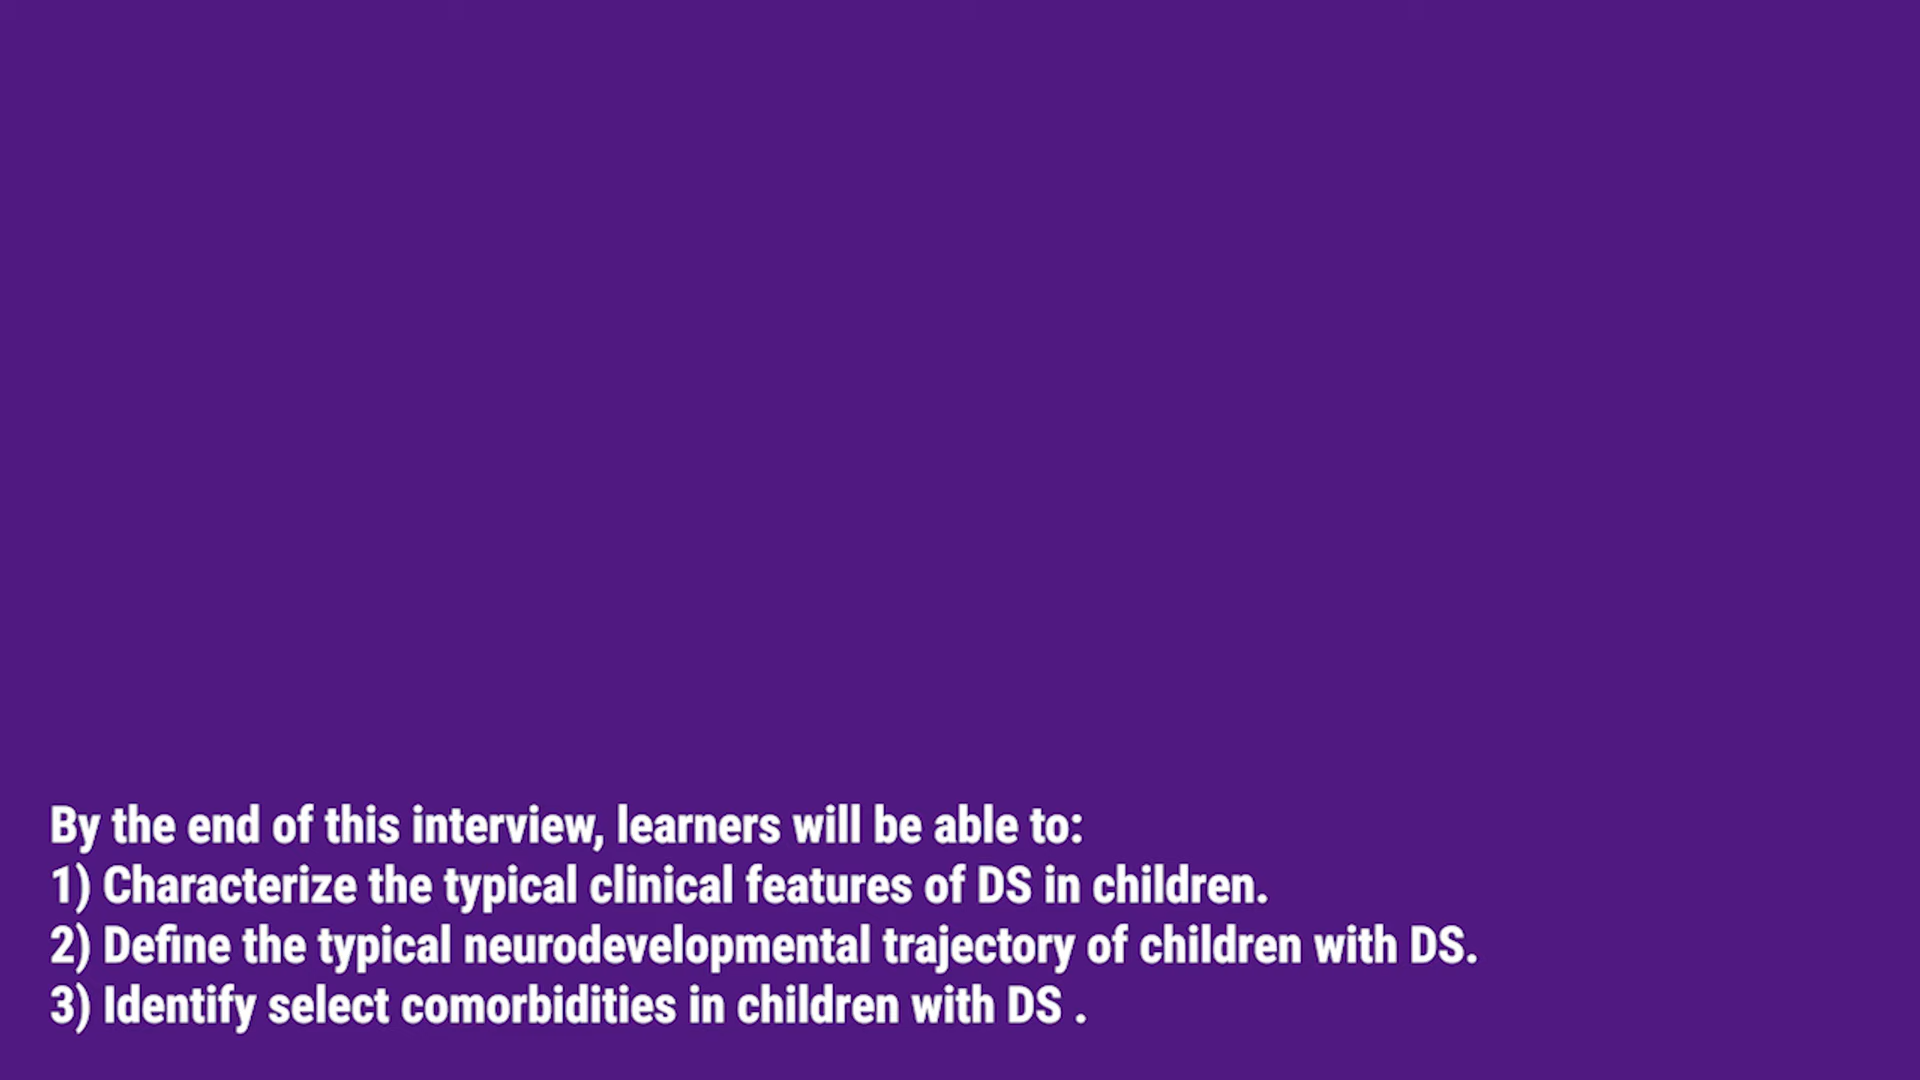 By the end of this interview, learners will be able to:
1) Characterize the typical clinical features of DS in children.
2) Define the typical neurodevelopmental trajectory of children with DS.
3) Identify select comorbidities in children with DS .